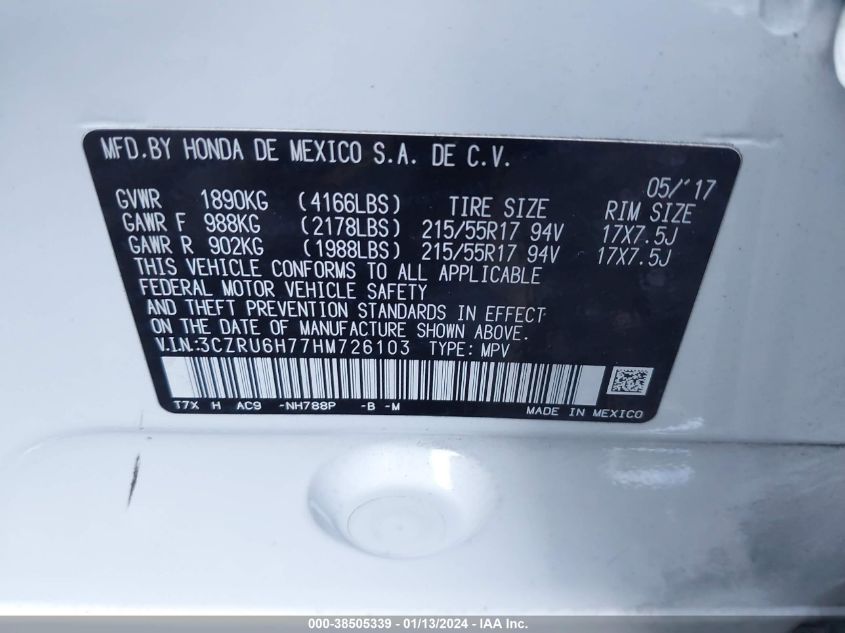 MFD.BY HONDA DE MEXICO S.A. DE C.V.
05/'17
GVWR 1890KG (4166LBS) TIRE SIZE RIM SIZE
GAWR F 988KG (2178LBS) 215/55R17 94V 17X7.5J
GAWR R 902KG (1988LBS) 215/55R17 94V 17X7.5J
THIS VEHICLE CONFORMS TO ALL APPLICABLE
FEDERAL MOTOR VEHICLE SAFETY
AND THEFT PREVENTION STANDARDS IN EFFECT
ON THE DATE OF MANUFACTURE SHOWN ABOVE.
V.I.N:3CZRU6H77HM726103 TYPE: MPV
T7X H AC9 -NH788P -B -M
MADE IN MEXICO
000-38505339 - 01/13/2024 - IAA Inc.